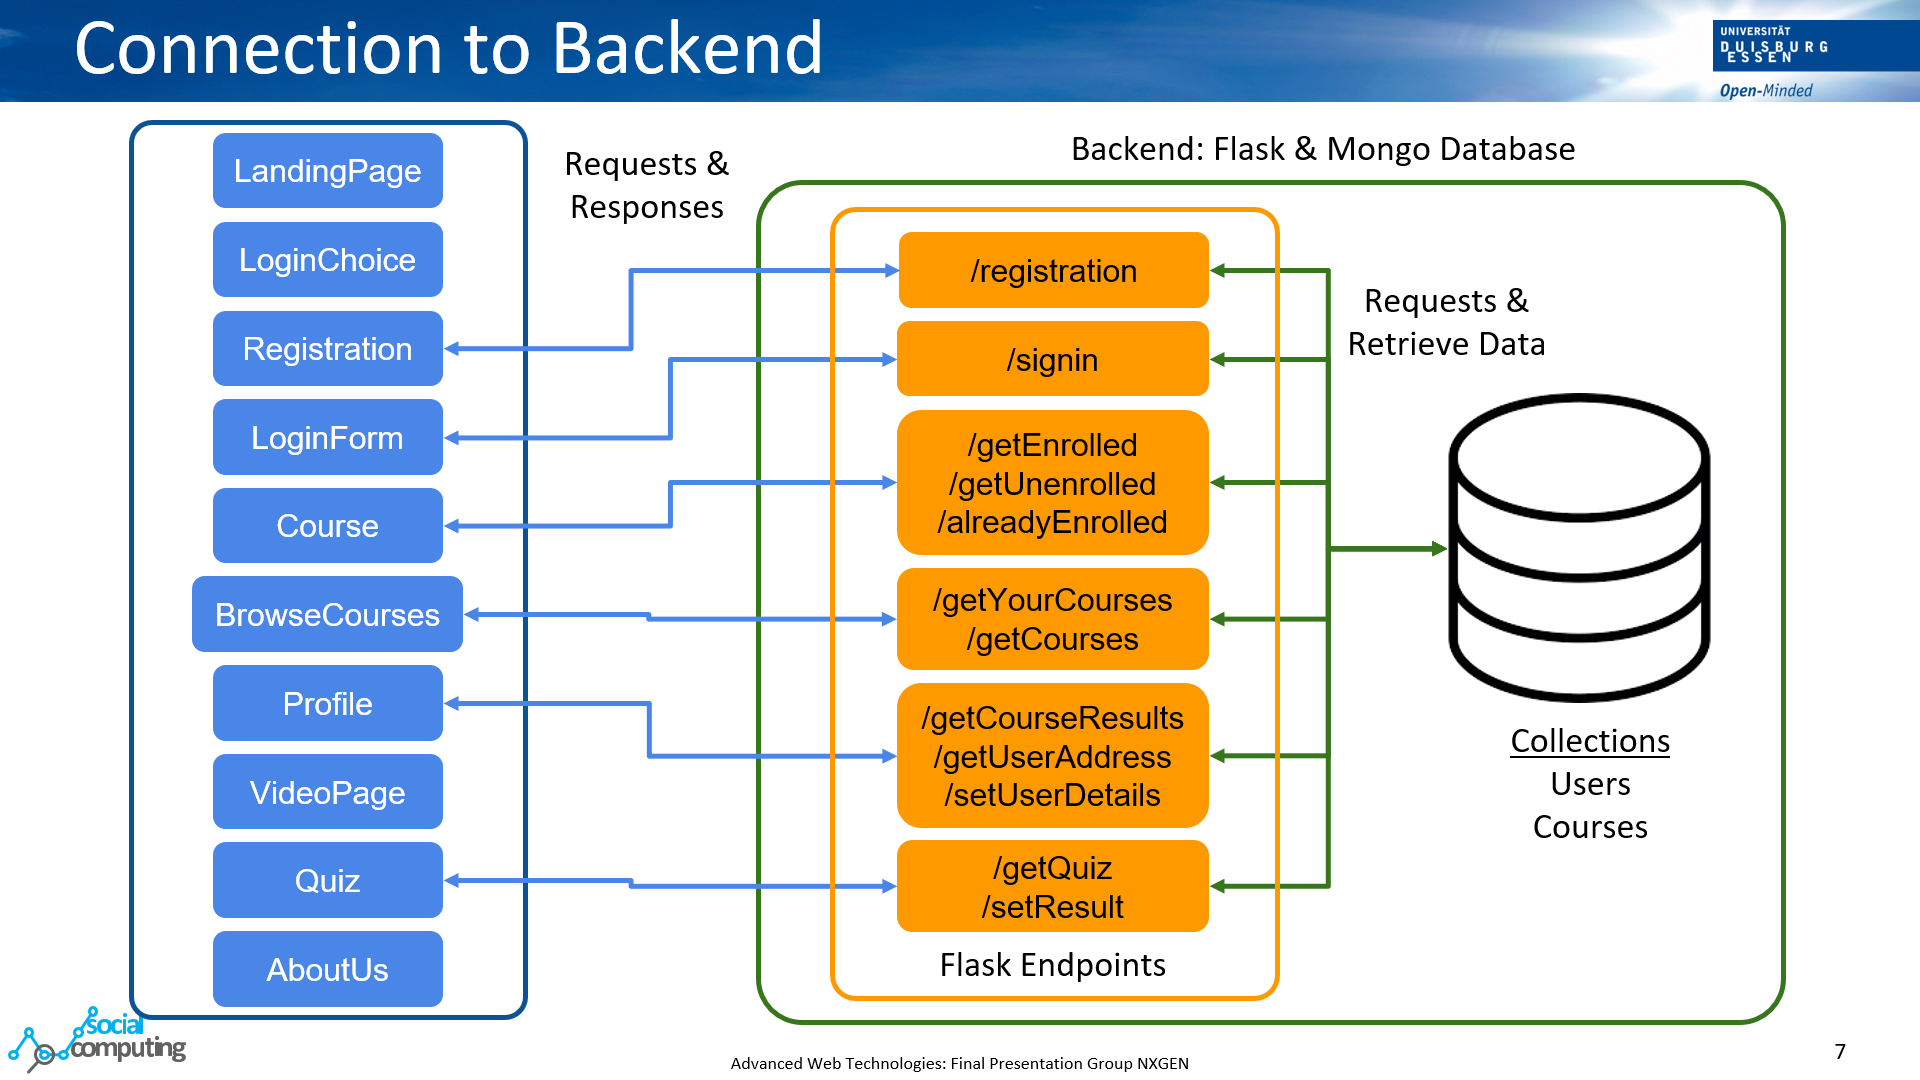 Connection to Backend
UNIVERSITÄT
DUISBURG
ESSEN
Open-Minded
LandingPage
LoginChoice
Registration
LoginForm
Course
BrowseCourses
Profile
VideoPage
Quiz
AboutUs
Requests &
Responses
Backend: Flask & Mongo Database
/registration
/signin
/getEnrolled
/getUnenrolled
/alreadyEnrolled
/getYourCourses
/getCourses
/getCourseResults
/getUserAddress
/setUserDetails
/getQuiz
/setResult
Flask Endpoints
Requests &
Retrieve Data
Collections
Users
Courses
social
computing
Advanced Web Technologies: Final Presentation Group NXGEN
7